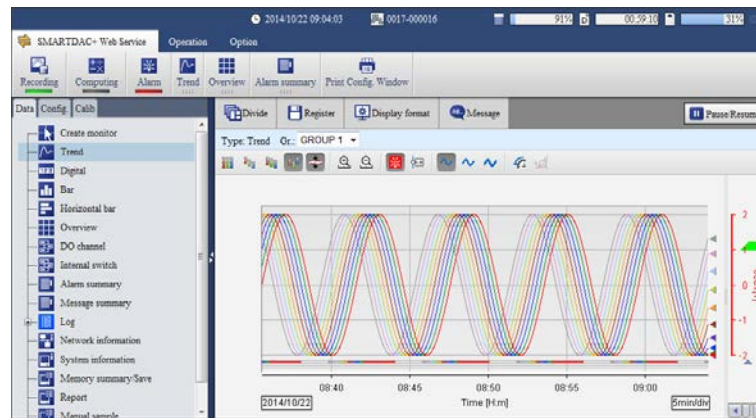 2014/10/22 09:04:03 0017-000016 91% 00:59:10 31%
SMARTDAC+ Web Service Operation Option
Recording Computing Alarm Trend Overview Alarm summary Print Config. Window
Data Config. Calib
Divide Register Display format Message Pause Resum
Create monitor
Trend
Digital
Bar
Horizontal bar
Overview
DO channel
Internal switch
Alarm summary
Message summary
Log
Network information
System information
Memory summary/Save
Report
Manual sample
Type: Trend Gr.: GROUP 1
2
1
0
-1
-2
08:40 08:45 08:50 08:55 09:00
2014/10/22 Time [H:m] 5min/div